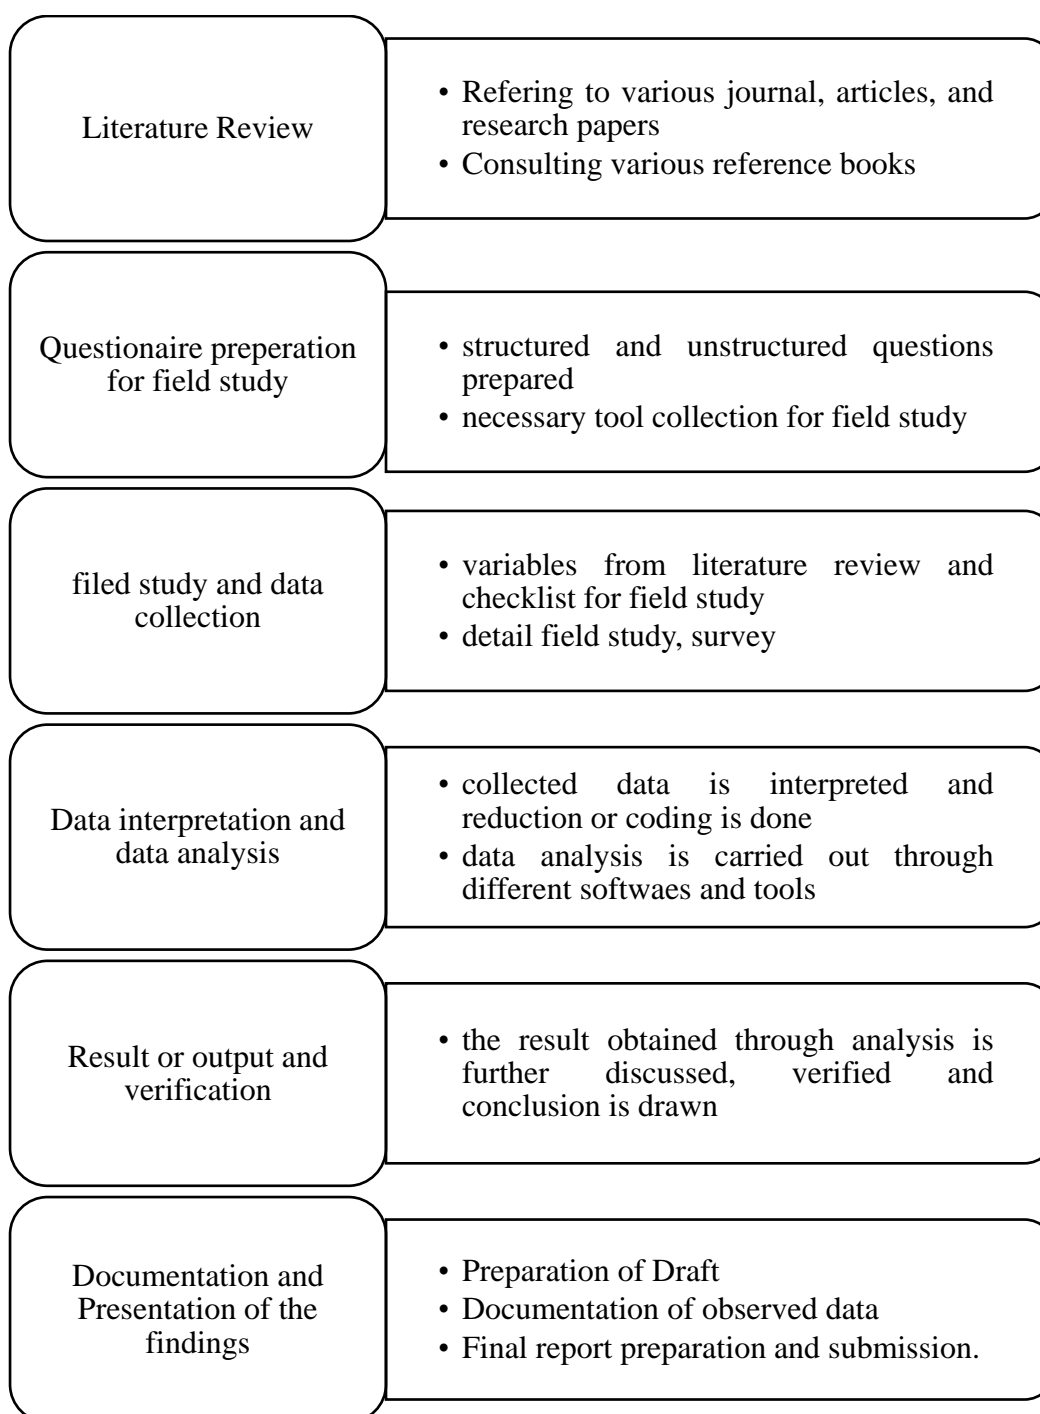 Literature Review
• Refering to various journal, articles, and
research papers
• Consulting various reference books
Questionaire preperation
for field study
• structured and unstructured questions
prepared
• necessary tool collection for field study
filed study and data
collection
• variables from literature review and
checklist for field study
• detail field study, survey
Data interpretation and
data analysis
• collected data is interpreted and
reduction or coding is done
• data analysis is carried out through
different softwaes and tools
Result or output and
verification
• the result obtained through analysis is
further discussed, verified and
conclusion is drawn
Documentation and
Presentation of the
findings
• Preparation of Draft
• Documentation of observed data
• Final report preparation and submission.